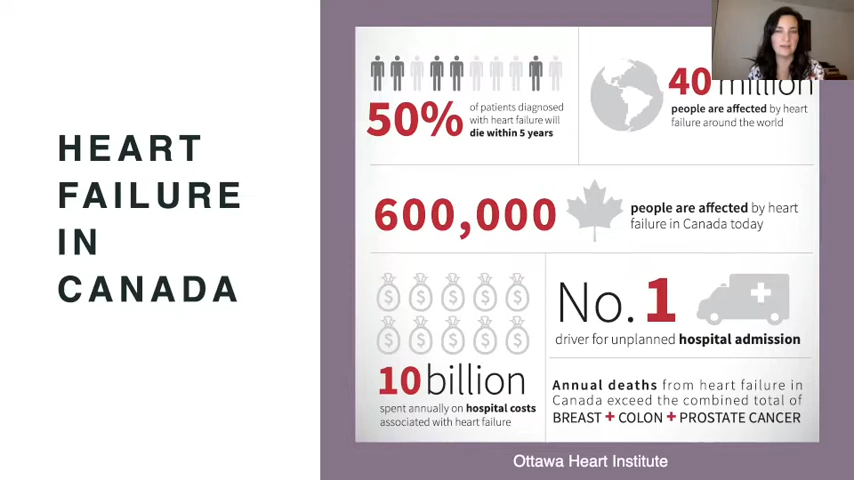 HEART
FAILURE
IN
CANADA
50%
of patients diagnosed
with heart failure will
die within 5 years
40 million
people are affected by heart
failure around the world
600,000
people are affected by heart
failure in Canada today
$ $ $ $ $
$ $ $ $ $
10 billion
spent annually on hospital costs
associated with heart failure
No. 1
driver for unplanned hospital admission
Annual deaths from heart failure in
Canada exceed the combined total of
BREAST + COLON + PROSTATE CANCER
Ottawa Heart Institute